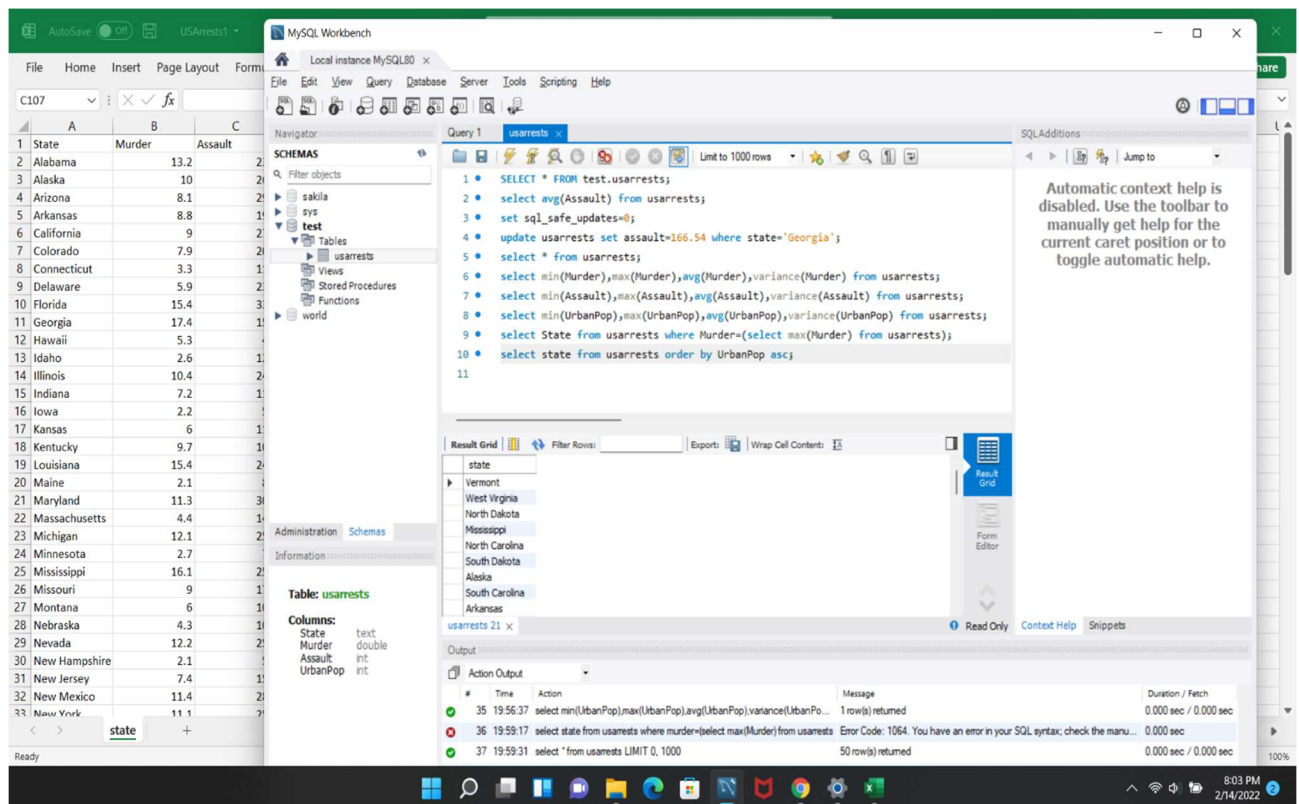 AutoSave Off USArrests1
File Home Insert Page Layout Formu
C107 fx
A B C
1 State Murder Assault
2 Alabama 13.2
3 Alaska 10
4 Arizona 8.1
5 Arkansas 8.8
6 California 9
7 Colorado 7.9
8 Connecticut 3.3
9 Delaware 5.9
10 Florida 15.4
11 Georgia 17.4
12 Hawaii 5.3
13 Idaho 2.6
14 Illinois 10.4
15 Indiana 7.2
16 Iowa 2.2
17 Kansas 6
18 Kentucky 9.7
19 Louisiana 15.4
20 Maine 2.1
21 Maryland 11.3
22 Massachusetts 4.4
23 Michigan 12.1
24 Minnesota 2.7
25 Mississippi 16.1
26 Missouri 9
27 Montana 6
28 Nebraska 4.3
29 Nevada 12.2
30 New Hampshire 2.1
31 New Jersey 7.4
32 New Mexico 11.4
33 New York 11.1
state
Ready
MySQL Workbench
Local instance MySQL80
File Edit View Query Database Server Tools Scripting Help
Navigator
SCHEMAS
Filter objects
sakila
sys
test
Tables
usarrests
Views
Stored Procedures
Functions
world
Administration Schemas
Information
Table: usarrests
Columns:
State text
Murder double
Assault int
UrbanPop int
Query 1 usarrests
Limit to 1000 rows
1 SELECT * FROM test.usarrests;
2 select avg(Assault) from usarrests;
3 set sql_safe_updates=0;
4 update usarrests set assault=166.54 where state='Georgia';
5 select * from usarrests;
6 select min(Murder),max(Murder),avg(Murder),variance(Murder) from usarrests;
7 select min(Assault),max(Assault),avg(Assault),variance(Assault) from usarrests;
8 select min(UrbanPop),max(UrbanPop),avg(UrbanPop),variance(UrbanPop) from usarrests;
9 select State from usarrests where Murder=(select max(Murder) from usarrests);
10 select state from usarrests order by UrbanPop asc;
11
Result Grid Filter Rows: Export: Wrap Cell Content:
state
Vermont
West Virginia
North Dakota
Mississippi
North Carolina
South Dakota
Alaska
South Carolina
Arkansas
Result Grid
Form Editor
usarrests 21 Read Only
SQLAdditions
Jump to
Automatic context help is
disabled. Use the toolbar to
manually get help for the
current caret position or to
toggle automatic help.
Context Help Snippets
Output
Action Output
# Time Action Message Duration / Fetch
35 19:56:37 select min(UrbanPop),max(UrbanPop),avg(UrbanPop),variance(UrbanPo... 1 row(s) returned 0.000 sec / 0.000 sec
36 19:59:17 select state from usarrests where murder=(select max(Murder) from usarrests Error Code: 1064. You have an error in your SQL syntax; check the manu... 0.000 sec
37 19:59:31 select * from usarrests LIMIT 0, 1000 50 row(s) returned 0.000 sec / 0.000 sec
hare
100%
8:03 PM
2/14/2022
2